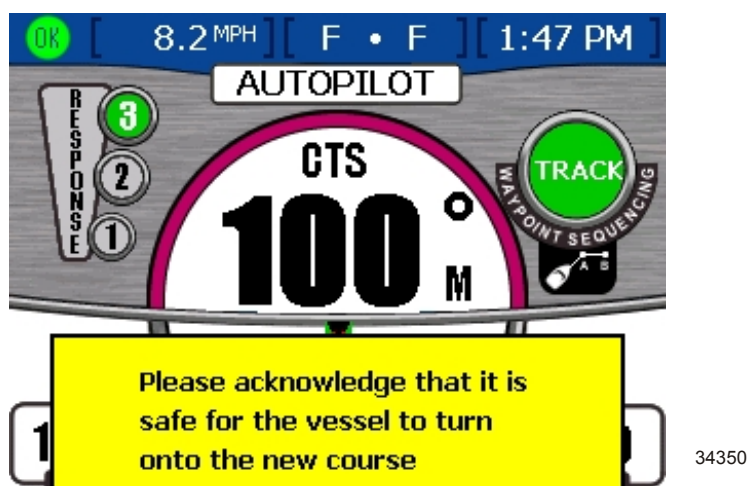 OK [ 8.2 MPH ] [ F • F ] [ 1:47 PM ]
AUTOPILOT
RESPONSE
3
2
1
CTS
100°
M
TRACK
WAYPOINT SEQUENCING
A B
Please acknowledge that it is
safe for the vessel to turn
onto the new course
34350